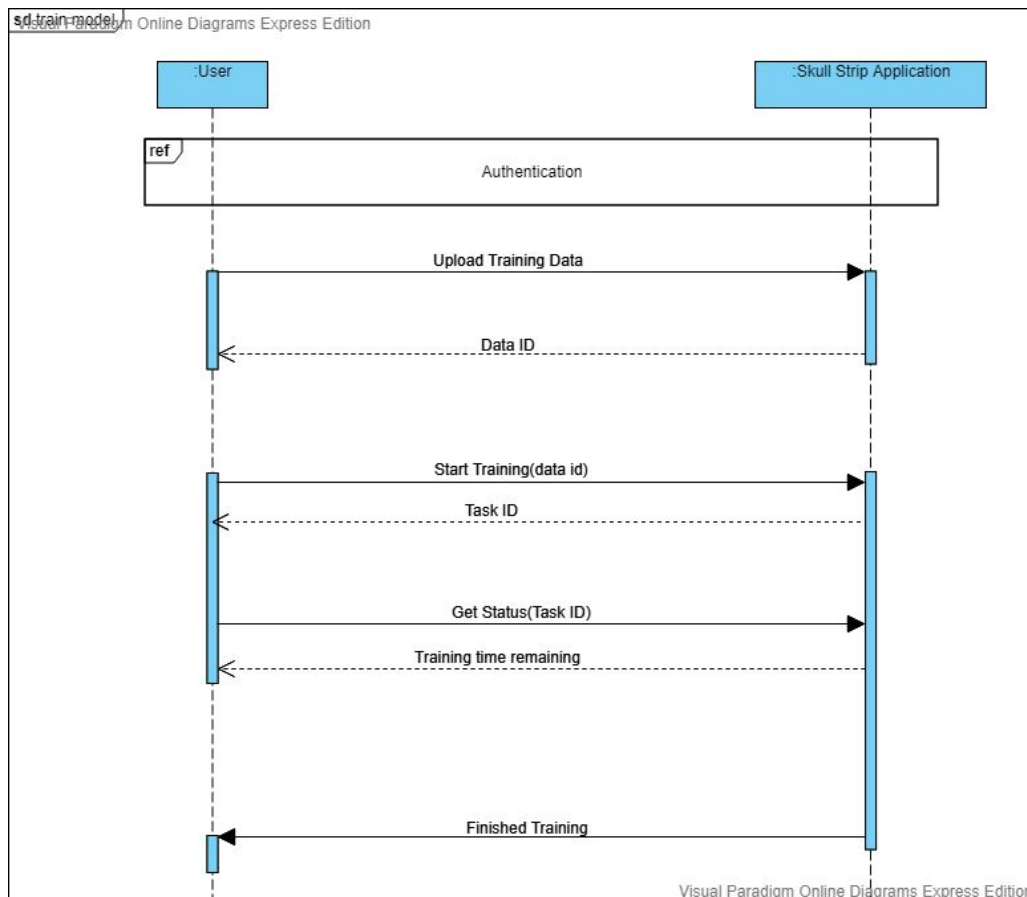 sd train model
Visual Paradigm Online Diagrams Express Edition
:User
:Skull Strip Application
ref
Authentication
Upload Training Data
Data ID
Start Training(data id)
Task ID
Get Status(Task ID)
Training time remaining
Finished Training
Visual Paradigm Online Diagrams Express Edition